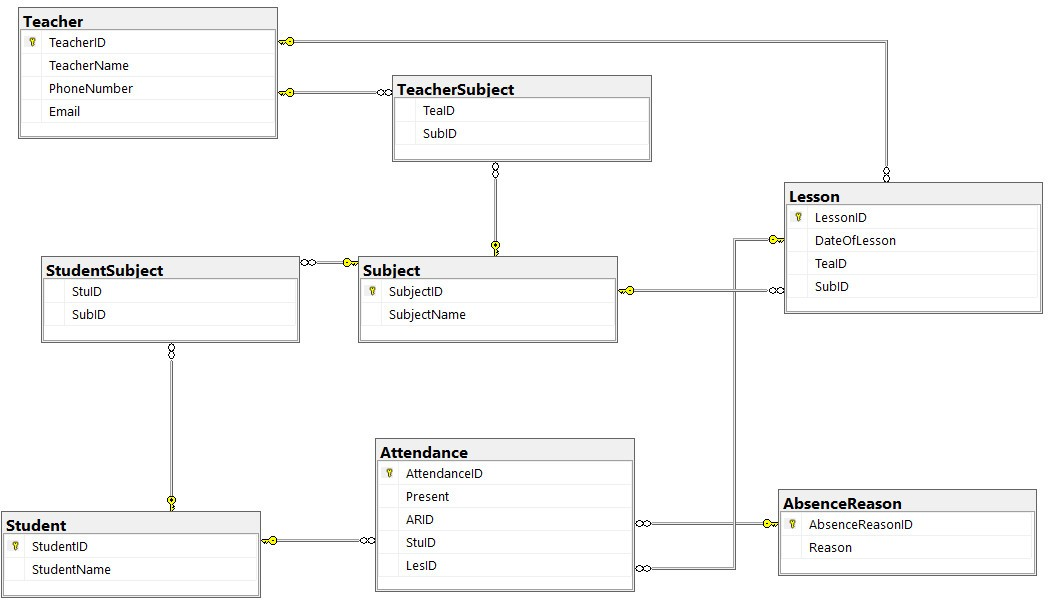 Teacher
TeacherID
TeacherName
PhoneNumber
Email
TeacherSubject
TeaID
SubID
Lesson
LessonID
DateOfLesson
TeaID
SubID
StudentSubject
StuID
SubID
Subject
SubjectID
SubjectName
Attendance
AttendanceID
Present
ARID
StuID
LesID
Student
StudentID
StudentName
AbsenceReason
AbsenceReasonID
Reason